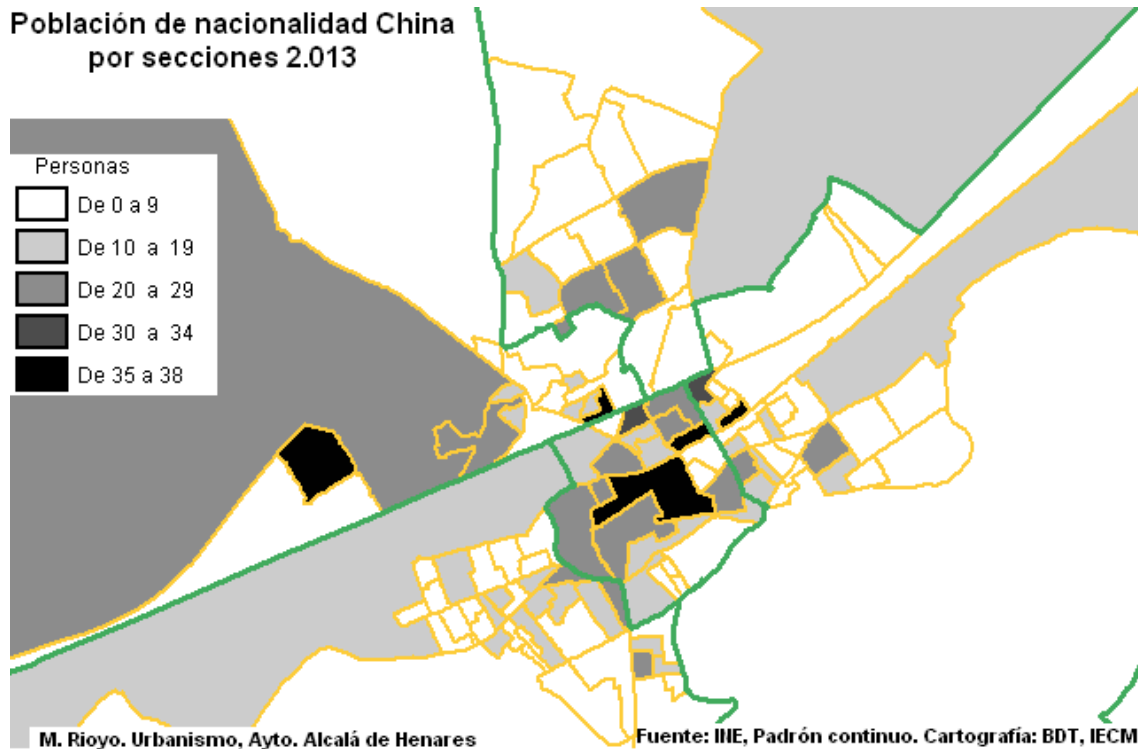 Población de nacionalidad China
por secciones 2.013
Personas
De 0 a 9
De 10 a 19
De 20 a 29
De 30 a 34
De 35 a 38
M. Rioyo. Urbanismo, Ayto. Alcalá de Henares
Fuente: INE, Padrón continuo. Cartografía: BDT, IECM